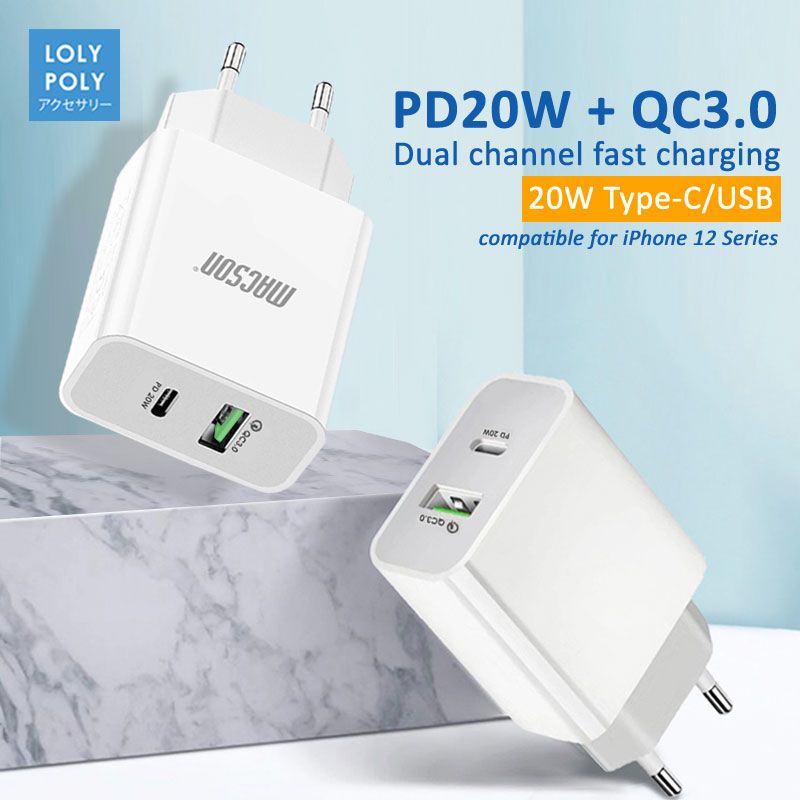 LOLY
POLY
アクセサリー
PD20W + QC3.0
Dual channel fast charging
20W Type-C/USB
compatible for iPhone 12 Series
MACSON®
PD 20W
QC3.0
PD 20W
QC3.0